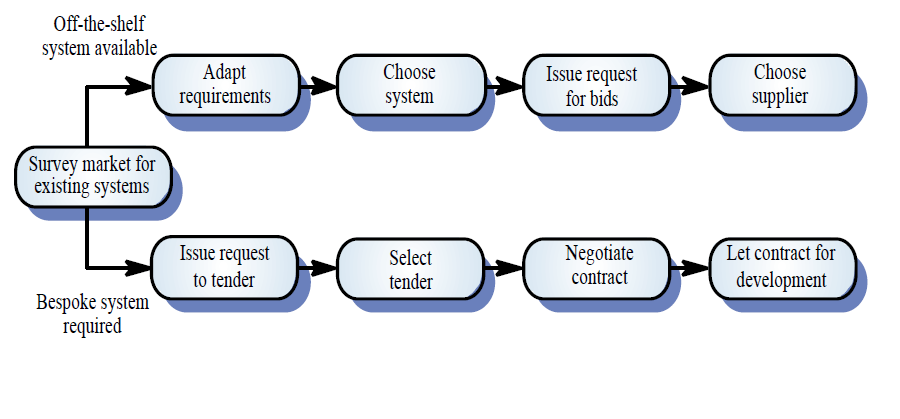 Off-the-shelf
system available
Adapt
requirements
Choose
system
Issue request
for bids
Choose
supplier
Survey market for
existing systems
Issue request
to tender
Select
tender
Negotiate
contract
Let contract for
development
Bespoke system
required